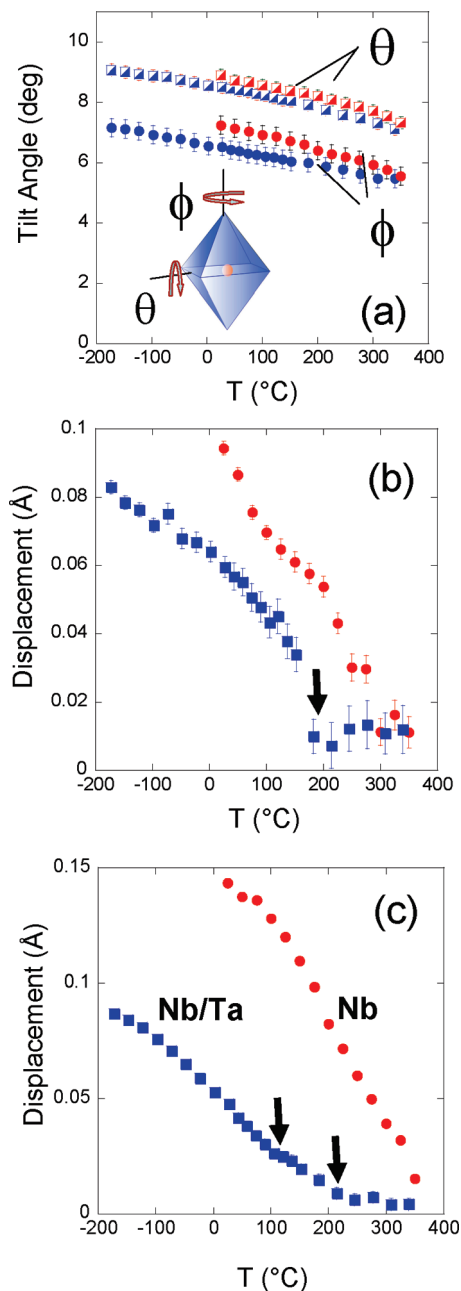 Tilt Angle (deg)
10
8
6
4
2
0
θ
ϕ
ϕ
θ
(a)
-200 -100 0 100 200 300 400
T (°C)
Displacement (Å)
0.1
0.08
0.06
0.04
0.02
0
(b)
-200 -100 0 100 200 300 400
T (°C)
Displacement (Å)
0.15
0.1
0.05
0
(c)
Nb/Ta
Nb
-200 -100 0 100 200 300 400
T (°C)